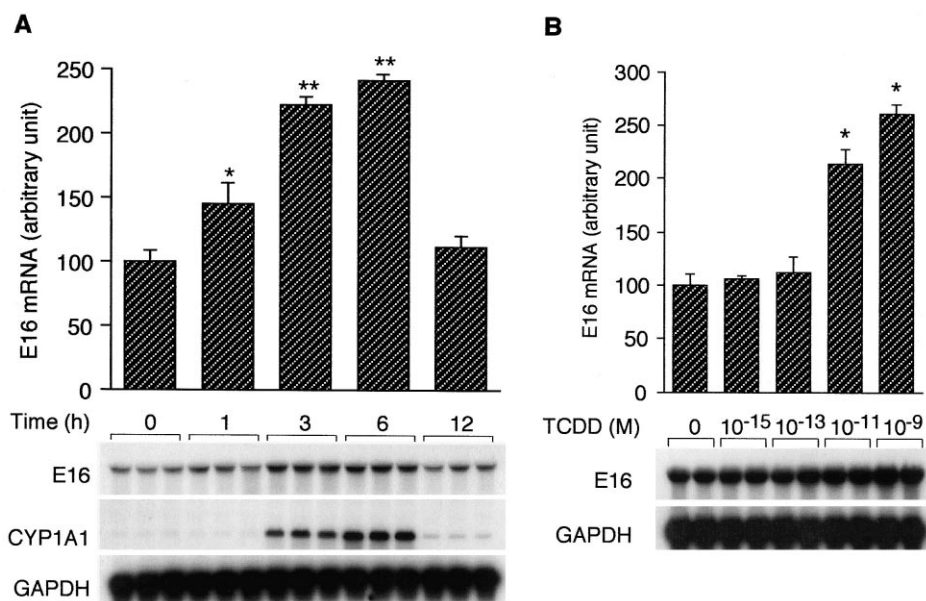 A
E16 mRNA (arbitrary unit)
250
200
150
100
50
0
*
**
**
Time (h)
0 1 3 6 12
E16
CYP1A1
GAPDH
B
E16 mRNA (arbitrary unit)
300
250
200
150
100
50
0
*
*
TCDD (M)
0 10⁻¹⁵ 10⁻¹³ 10⁻¹¹ 10⁻⁹
E16
GAPDH